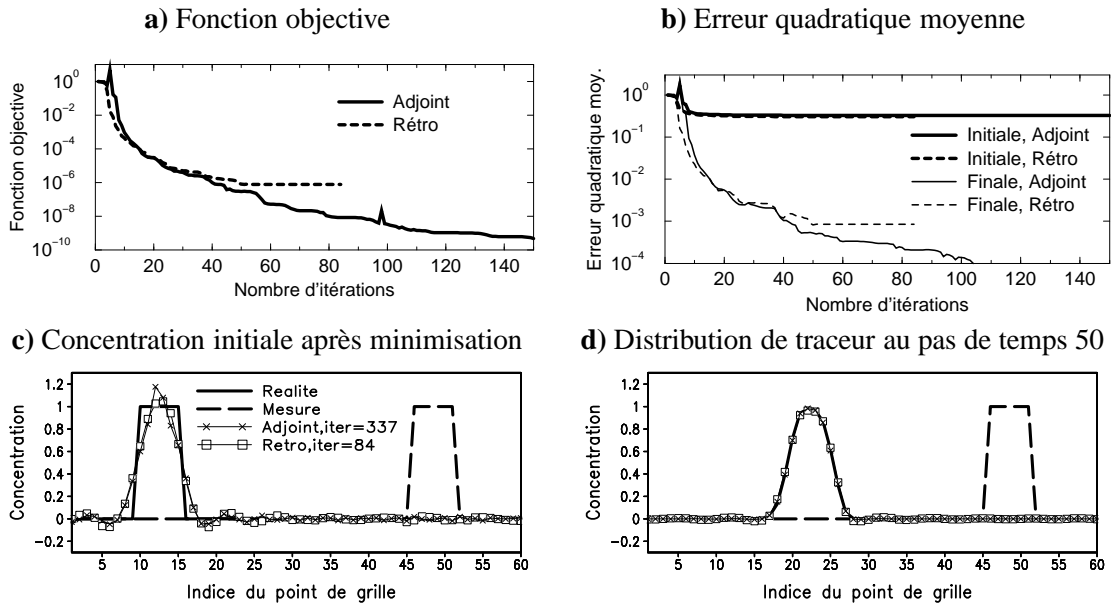 a) Fonction objective
b) Erreur quadratique moyenne
Fonction objective
10^0
10^-2
10^-4
10^-6
10^-8
10^-10
Adjoint
Rétro
0 20 40 60 80 100 120 140
Nombre d'itérations
Erreur quadratique moy.
10^0
10^-1
10^-2
10^-3
10^-4
Initiale, Adjoint
Initiale, Rétro
Finale, Adjoint
Finale, Rétro
0 20 40 60 80 100 120 140
Nombre d'itérations
c) Concentration initiale après minimisation
d) Distribution de traceur au pas de temps 50
Concentration
1.2
1
0.8
0.6
0.4
0.2
0
-0.2
Realite
Mesure
Adjoint,iter=337
Retro,iter=84
5 10 15 20 25 30 35 40 45 50 55 60
Indice du point de grille
Concentration
1.2
1
0.8
0.6
0.4
0.2
0
-0.2
5 10 15 20 25 30 35 40 45 50 55 60
Indice du point de grille